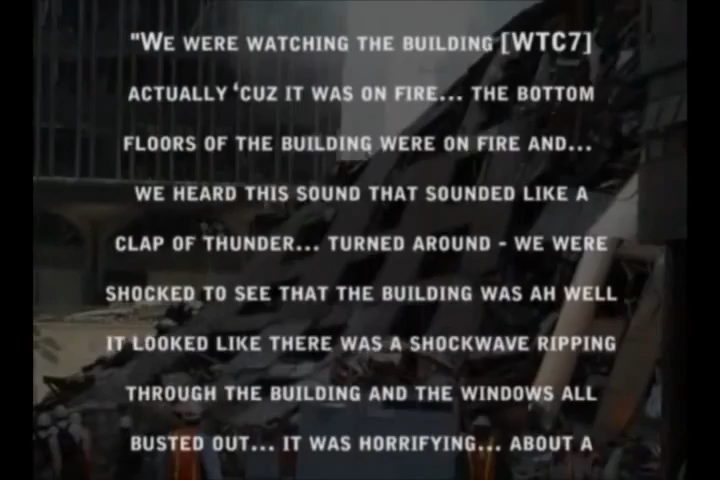 "We were watching the building [WTC7]
actually 'cuz it was on fire... the bottom
floors of the building were on fire and...
we heard this sound that sounded like a
clap of thunder... turned around - we were
shocked to see that the building was ah well
it looked like there was a shockwave ripping
through the building and the windows all
busted out... it was horrifying... about a